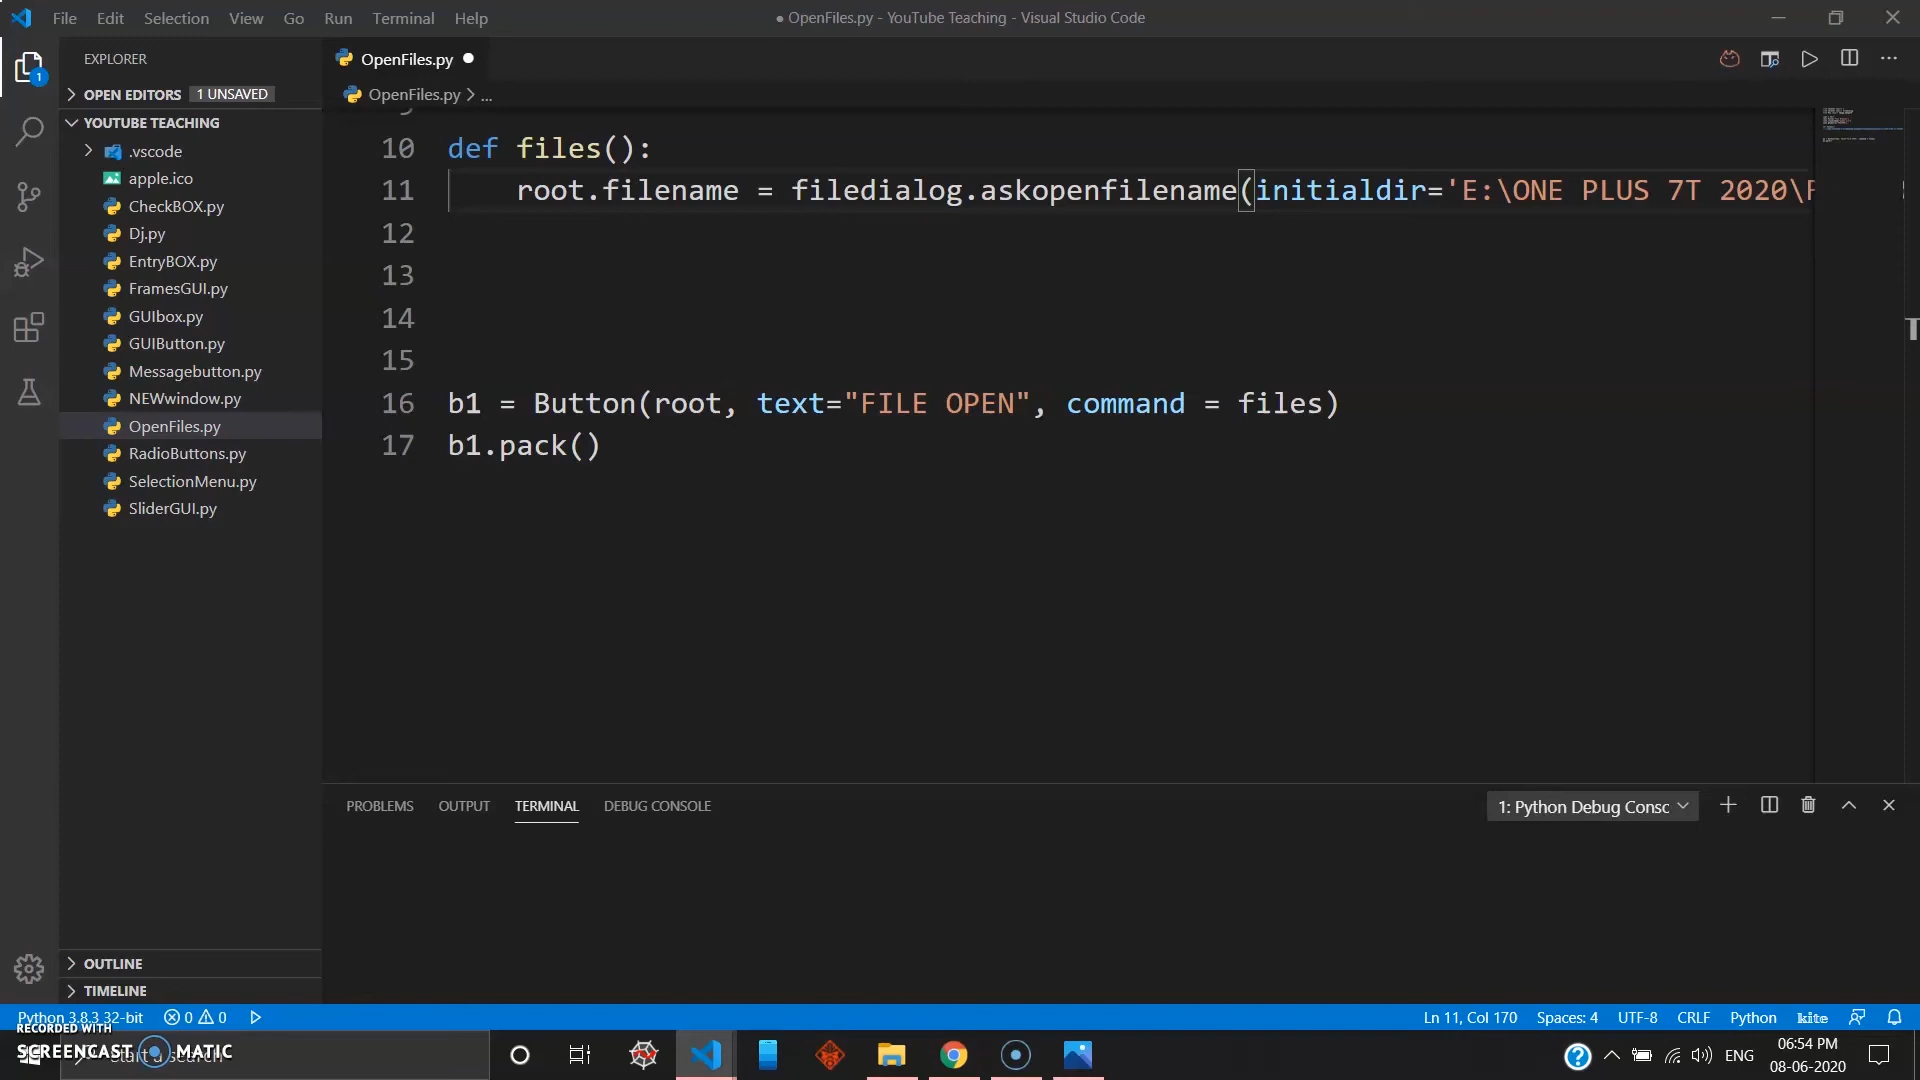 File Edit Selection View Go Run Terminal Help
● OpenFiles.py - YouTube Teaching - Visual Studio Code
EXPLORER
OPEN EDITORS 1 UNSAVED
YOUTUBE TEACHING
.vscode
apple.ico
CheckBOX.py
Dj.py
EntryBOX.py
FramesGUI.py
GUIbox.py
GUIButton.py
Messagebutton.py
NEWwindow.py
OpenFiles.py
RadioButtons.py
SelectionMenu.py
SliderGUI.py
OUTLINE
TIMELINE
OpenFiles.py
OpenFiles.py > ...
10 def files():
11 root.filename = filedialog.askopenfilename(initialdir='E:\ONE PLUS 7T 2020\
12
13
14
15
16 b1 = Button(root, text="FILE OPEN", command = files)
17 b1.pack()
PROBLEMS OUTPUT TERMINAL DEBUG CONSOLE
1: Python Debug Consc
Python 3.8.3 32-bit 0 0
Ln 11, Col 170 Spaces: 4 UTF-8 CRLF Python kite
RECORDED WITH
SCREENCAST MATIC
ENG
06:54 PM
08-06-2020